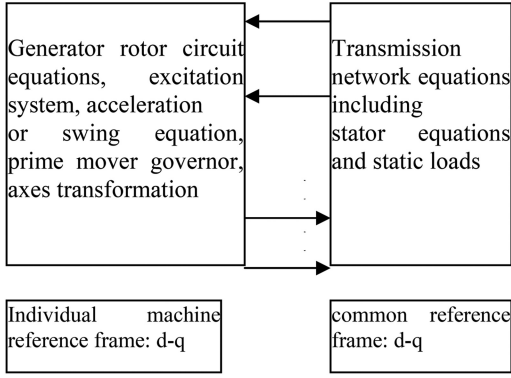 Generator rotor circuit
equations, excitation
system, acceleration
or swing equation,
prime mover governor,
axes transformation
Transmission
network equations
including
stator equations
and static loads
Individual machine
reference frame: d-q
common reference
frame: d-q